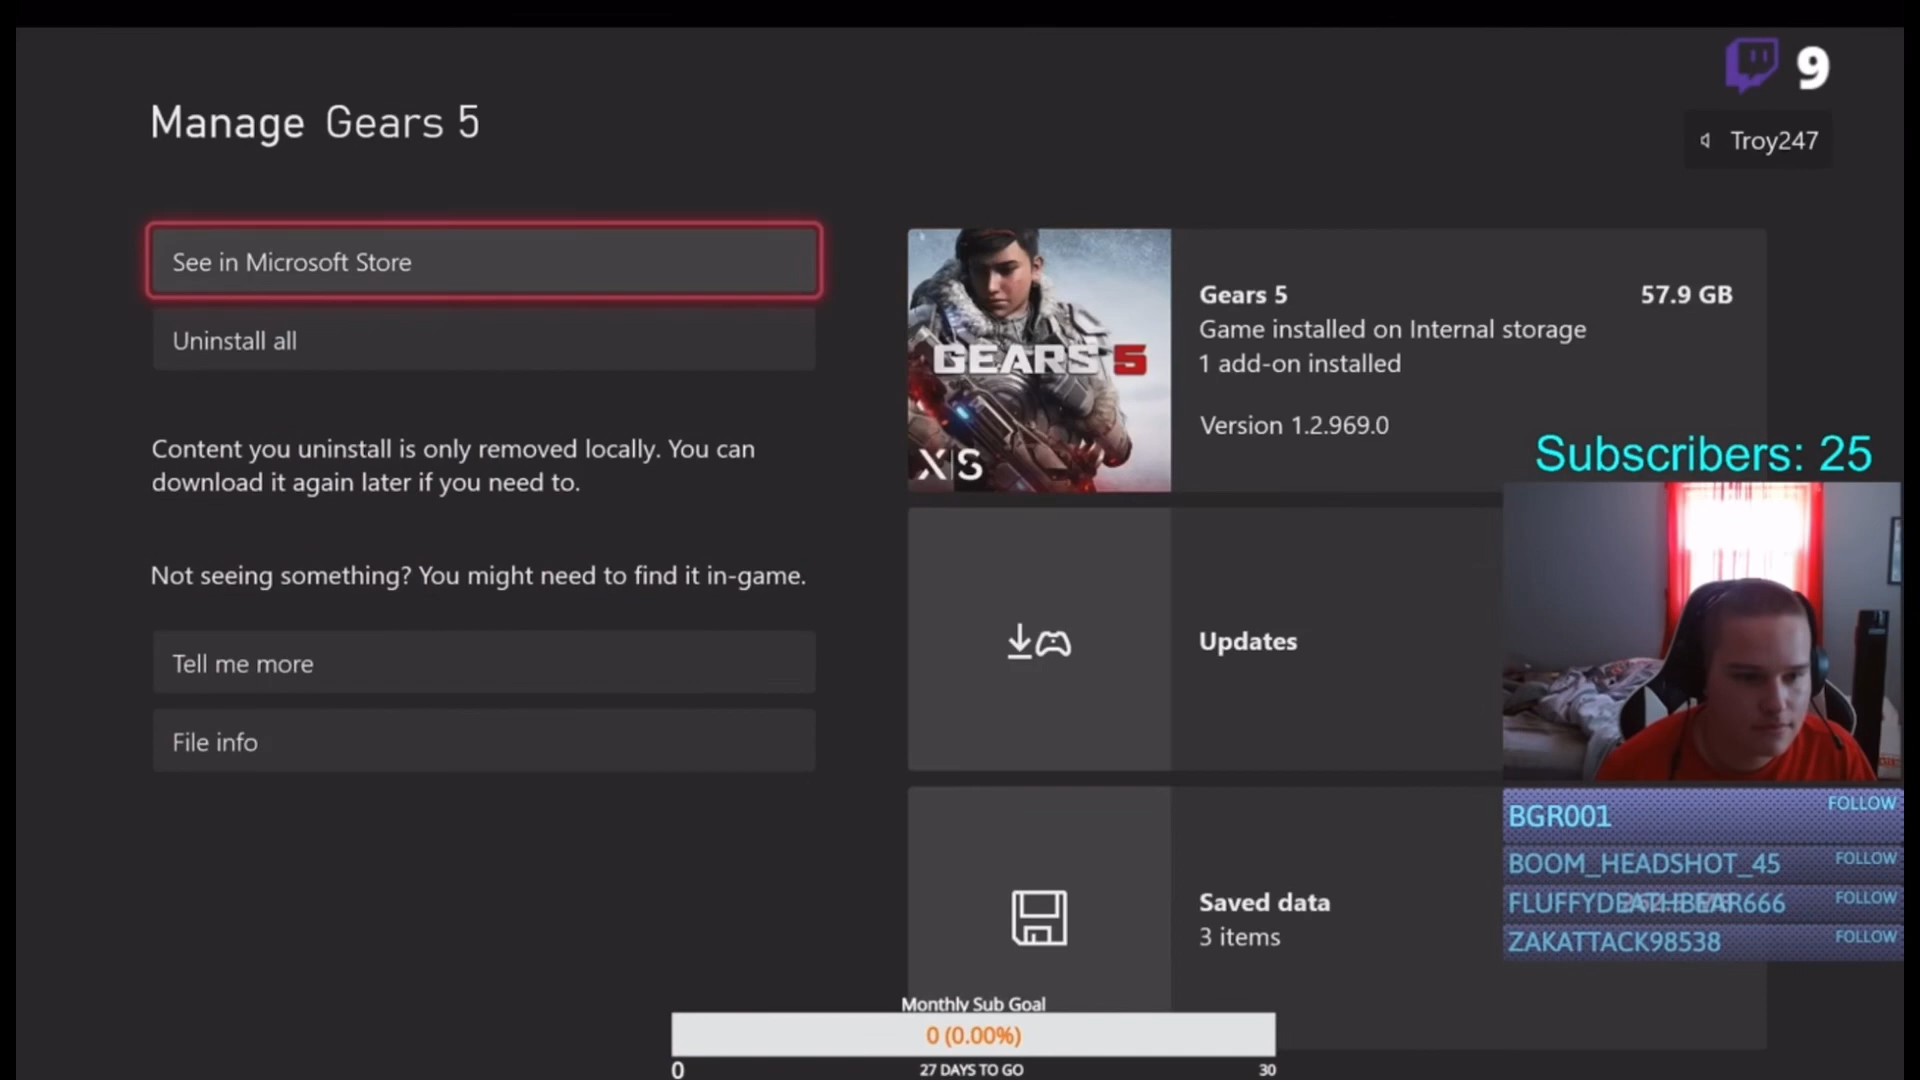 9
Troy247
Manage Gears 5
See in Microsoft Store
Uninstall all
Content you uninstall is only removed locally. You can
download it again later if you need to.
Not seeing something? You might need to find it in-game.
Tell me more
File info
GEARS 5
X|S
Gears 5 57.9 GB
Game installed on Internal storage
1 add-on installed
Version 1.2.969.0
Updates
Saved data
3 items
Subscribers: 25
BGR001 FOLLOW
BOOM_HEADSHOT_45 FOLLOW
FLUFFYDEATHBEAR666 FOLLOW
ZAKATTACK98538 FOLLOW
Monthly Sub Goal
0 (0.00%)
0 27 DAYS TO GO 30